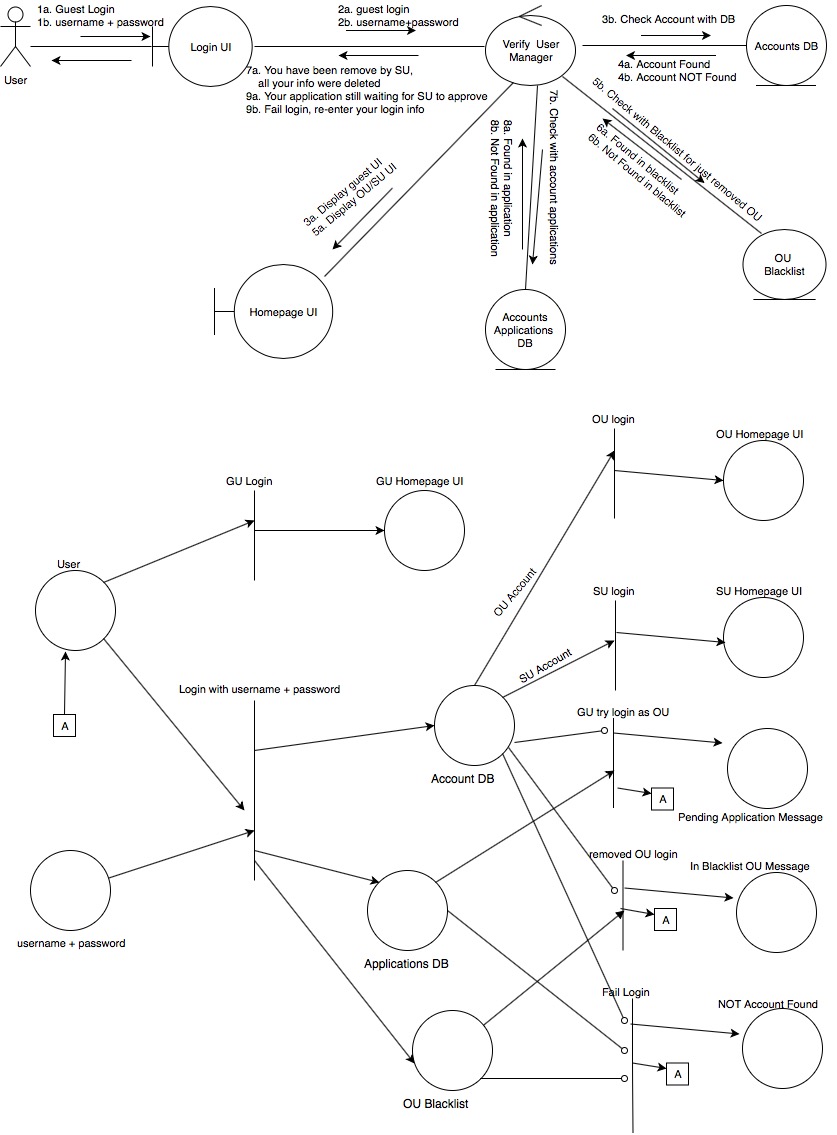 1a. Guest Login
1b. username + password
2a. guest login
2b. username+password
3b. Check Account with DB
User
Login UI
Verify User
Manager
Accounts DB
4a. Account Found
4b. Account NOT Found
7a. You have been remove by SU,
all your info were deleted
9a. Your application still waiting for SU to approve
9b. Fail login, re-enter your login info
5b. Check with Blacklist for just removed OU
6a. Found in blacklist
6b. Not Found in blacklist
7b. Check with account applications
8a. Found in application
8b. Not Found in application
3a. Display guest UI
5a. Display OU/SU UI
OU
Blacklist
Homepage UI
Accounts
Applications
DB
OU login
OU Homepage UI
GU Login
GU Homepage UI
User
OU Account
SU login
SU Homepage UI
SU Account
Login with username + password
A
GU try login as OU
Account DB
A
Pending Application Message
removed OU login
In Blacklist OU Message
A
username + password
Applications DB
Fail Login
NOT Account Found
A
OU Blacklist